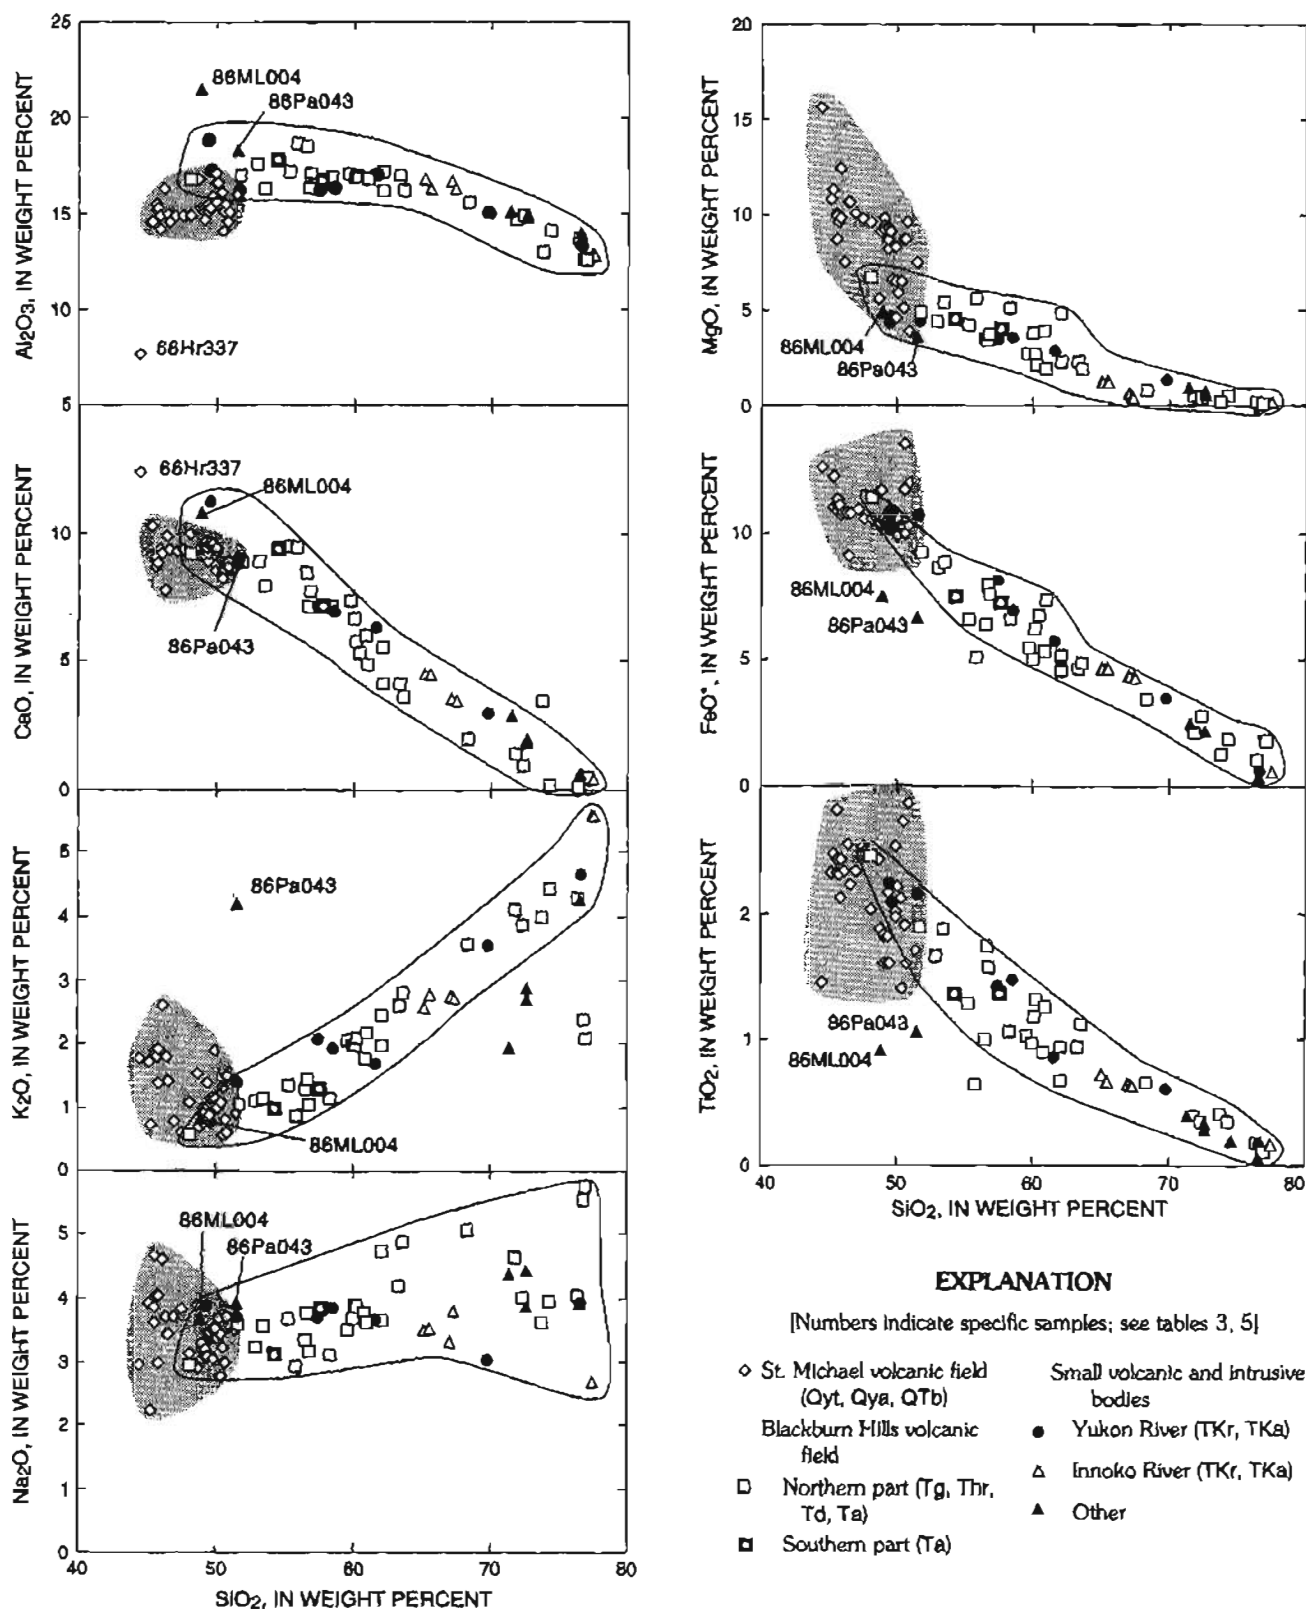 25
20
15
10
5
Al₂O₃, IN WEIGHT PERCENT
86ML004
86Pa043
66Hr337
10
5
0
CaO, IN WEIGHT PERCENT
66Hr337
86ML004
86Pa043
5
4
3
2
1
0
K₂O, IN WEIGHT PERCENT
86Pa043
86ML004
5
4
3
2
1
0
Na₂O, IN WEIGHT PERCENT
86ML004
86Pa043
40 50 60 70 80
SiO₂, IN WEIGHT PERCENT
20
15
10
5
0
MgO, IN WEIGHT PERCENT
86ML004
86Pa043
10
5
0
FeO*, IN WEIGHT PERCENT
86ML004
86Pa043
2
1
0
TiO₂, IN WEIGHT PERCENT
86Pa043
86ML004
40 50 60 70 80
SiO₂, IN WEIGHT PERCENT
EXPLANATION
[Numbers indicate specific samples; see tables 3, 5]
St. Michael volcanic field
(Qyt, Qya, QTb)
Blackburn Hills volcanic
field
Northern part (Tg, Thr,
Td, Ta)
Southern part (Ta)
Small volcanic and intrusive
bodies
Yukon River (TKr, TKa)
Innoko River (TKr, TKa)
Other